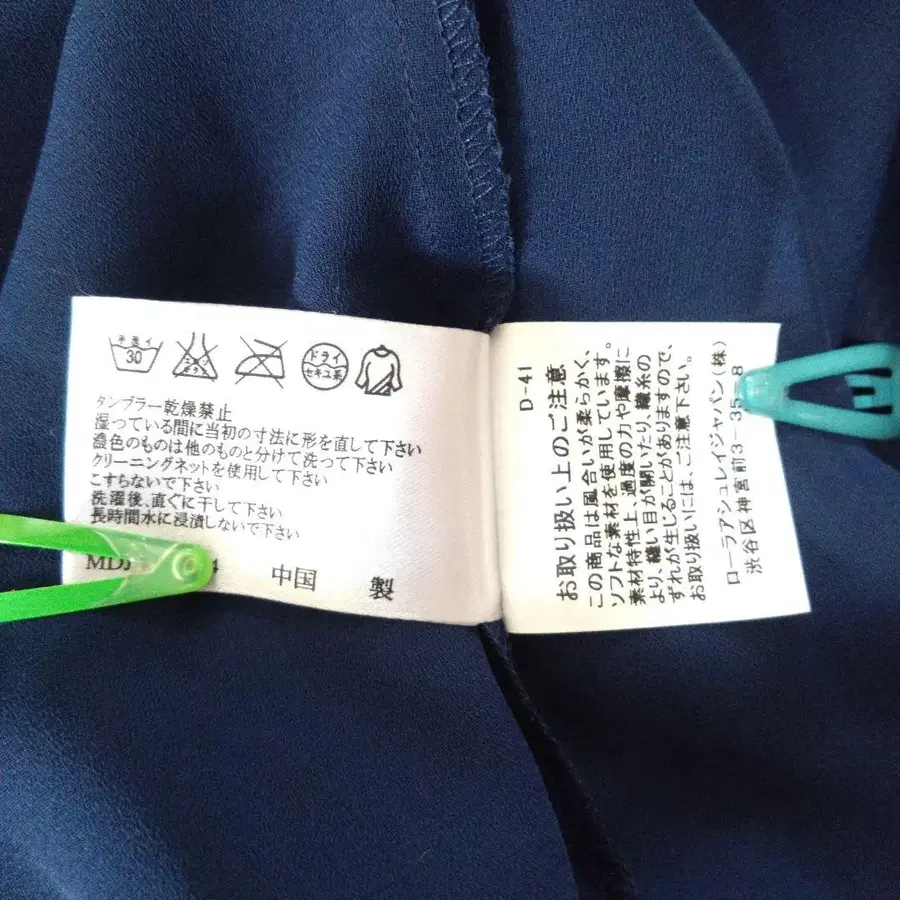 手洗イ
30
エンソ
サラシ
ドライ
セキユ系
タンブラー乾燥禁止
湿っている間に当初の寸法に形を直して下さい
濃色のものは他のものと分けて洗って下さい
クリーニングネットを使用して下さい
こすらないで下さい
洗濯後、直ぐに干して下さい
長時間水に浸漬しないで下さい
中国 製
D-41
お取り扱い上のご注意
この商品は風合いが柔らかく、
ソフトな素材を使用しています。
素材特性上、過度の力や摩擦に
より、縫い目が開いたり、織糸の
ずれが生じることがありますので、
お取り扱いには、ご注意下さい。
ローラアシュレイジャパン(株)
渋谷区神宮前3-35-8